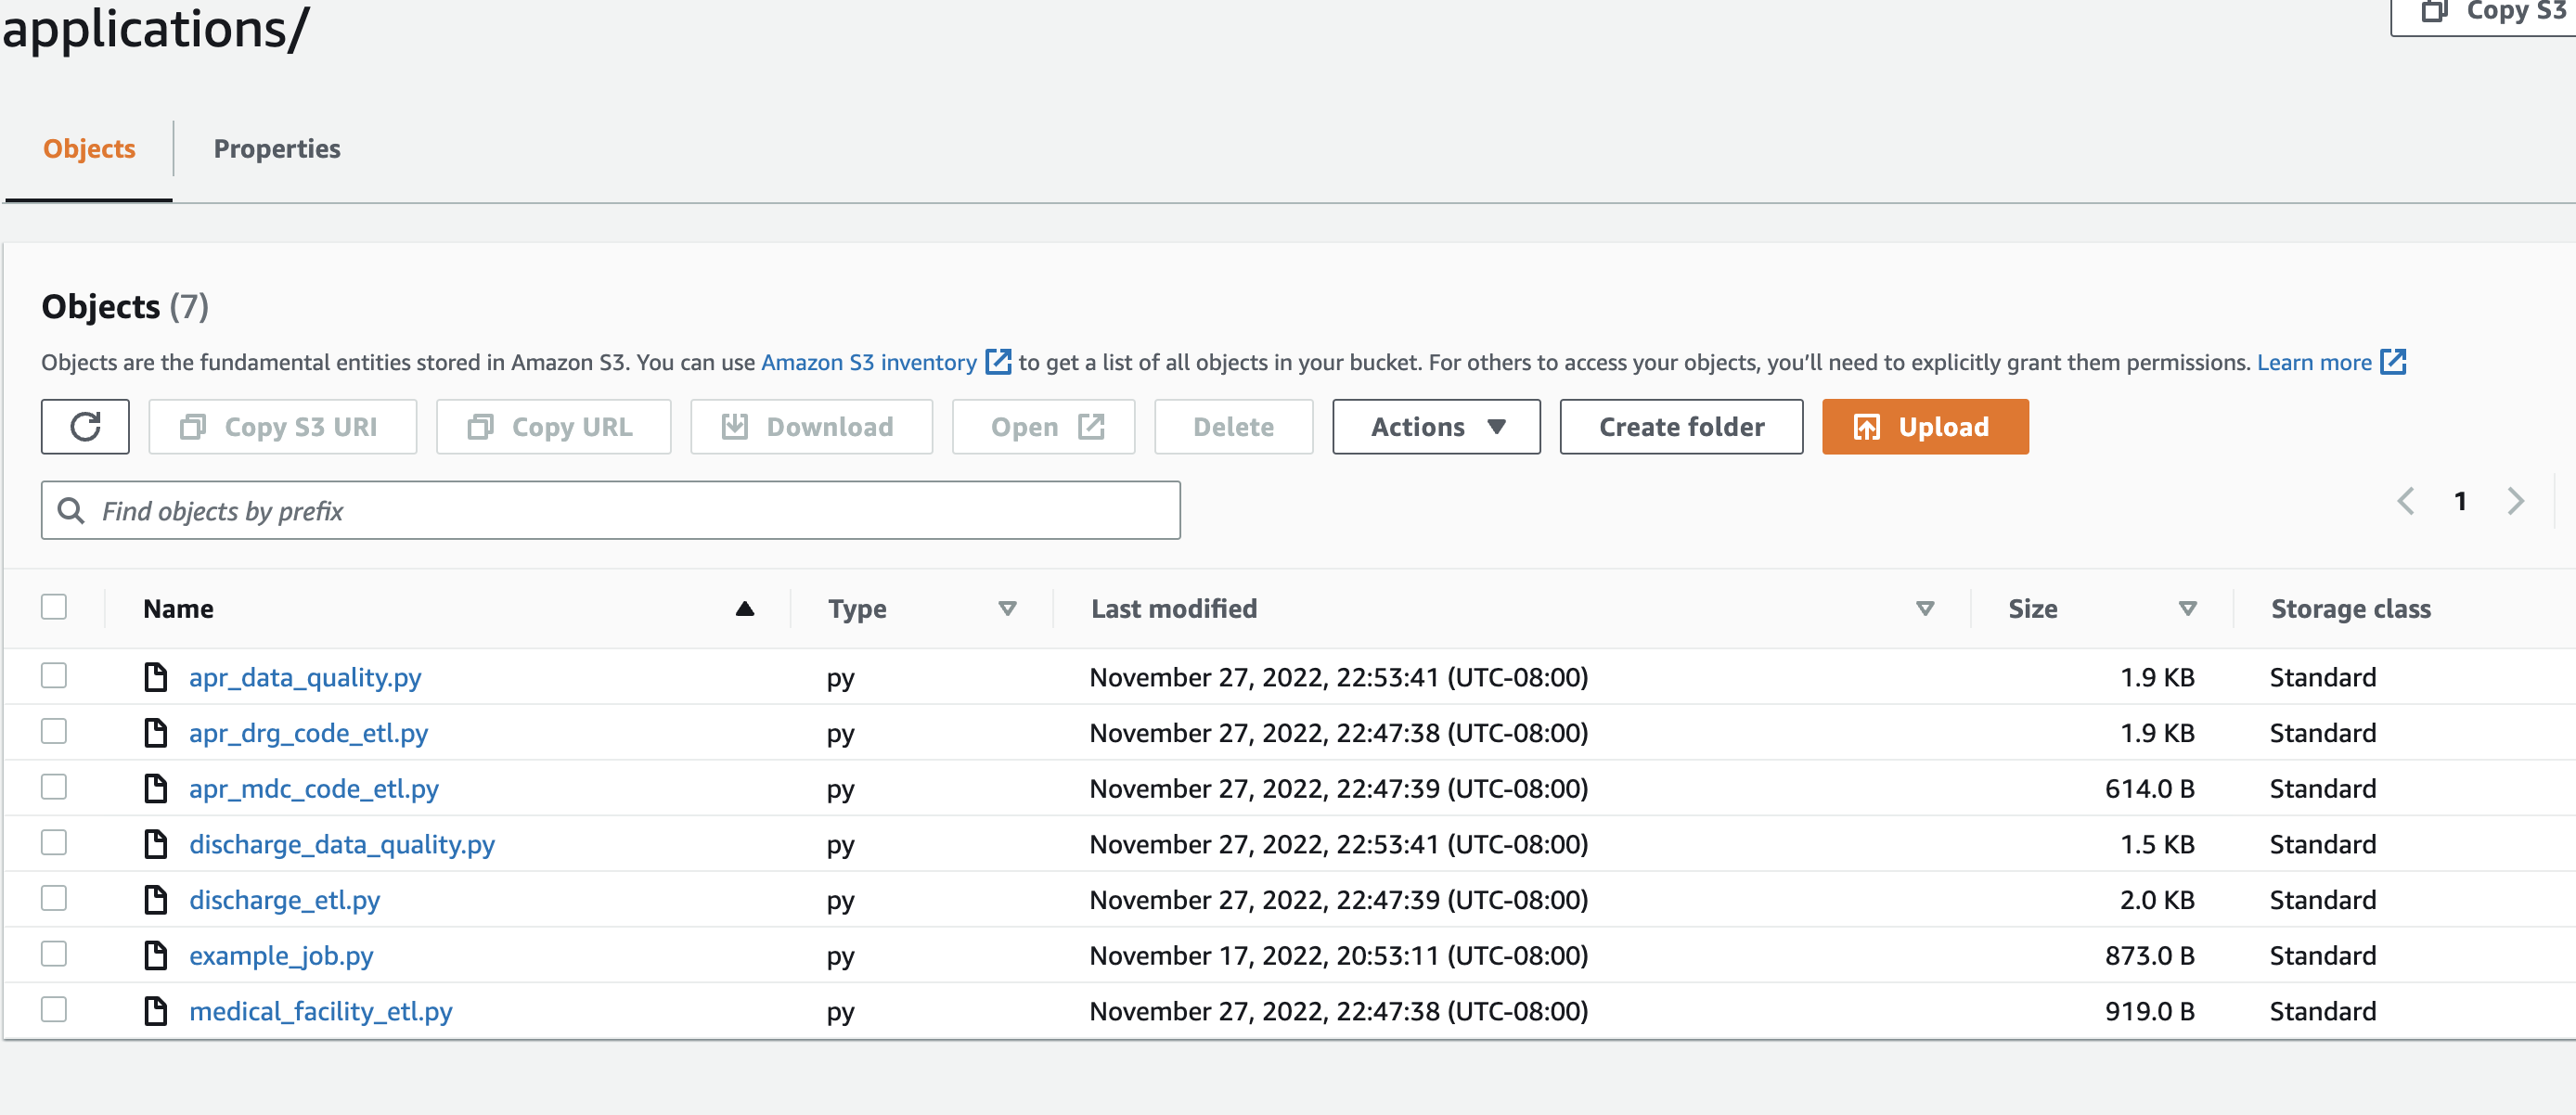 applications/
Copy S3
Objects Properties
Objects (7)
Objects are the fundamental entities stored in Amazon S3. You can use Amazon S3 inventory to get a list of all objects in your bucket. For others to access your objects, you’ll need to explicitly grant them permissions. Learn more
Copy S3 URI Copy URL Download Open Delete Actions Create folder Upload
Find objects by prefix 1
Name Type Last modified Size Storage class
apr_data_quality.py py November 27, 2022, 22:53:41 (UTC-08:00) 1.9 KB Standard
apr_drg_code_etl.py py November 27, 2022, 22:47:38 (UTC-08:00) 1.9 KB Standard
apr_mdc_code_etl.py py November 27, 2022, 22:47:39 (UTC-08:00) 614.0 B Standard
discharge_data_quality.py py November 27, 2022, 22:53:41 (UTC-08:00) 1.5 KB Standard
discharge_etl.py py November 27, 2022, 22:47:39 (UTC-08:00) 2.0 KB Standard
example_job.py py November 17, 2022, 20:53:11 (UTC-08:00) 873.0 B Standard
medical_facility_etl.py py November 27, 2022, 22:47:38 (UTC-08:00) 919.0 B Standard